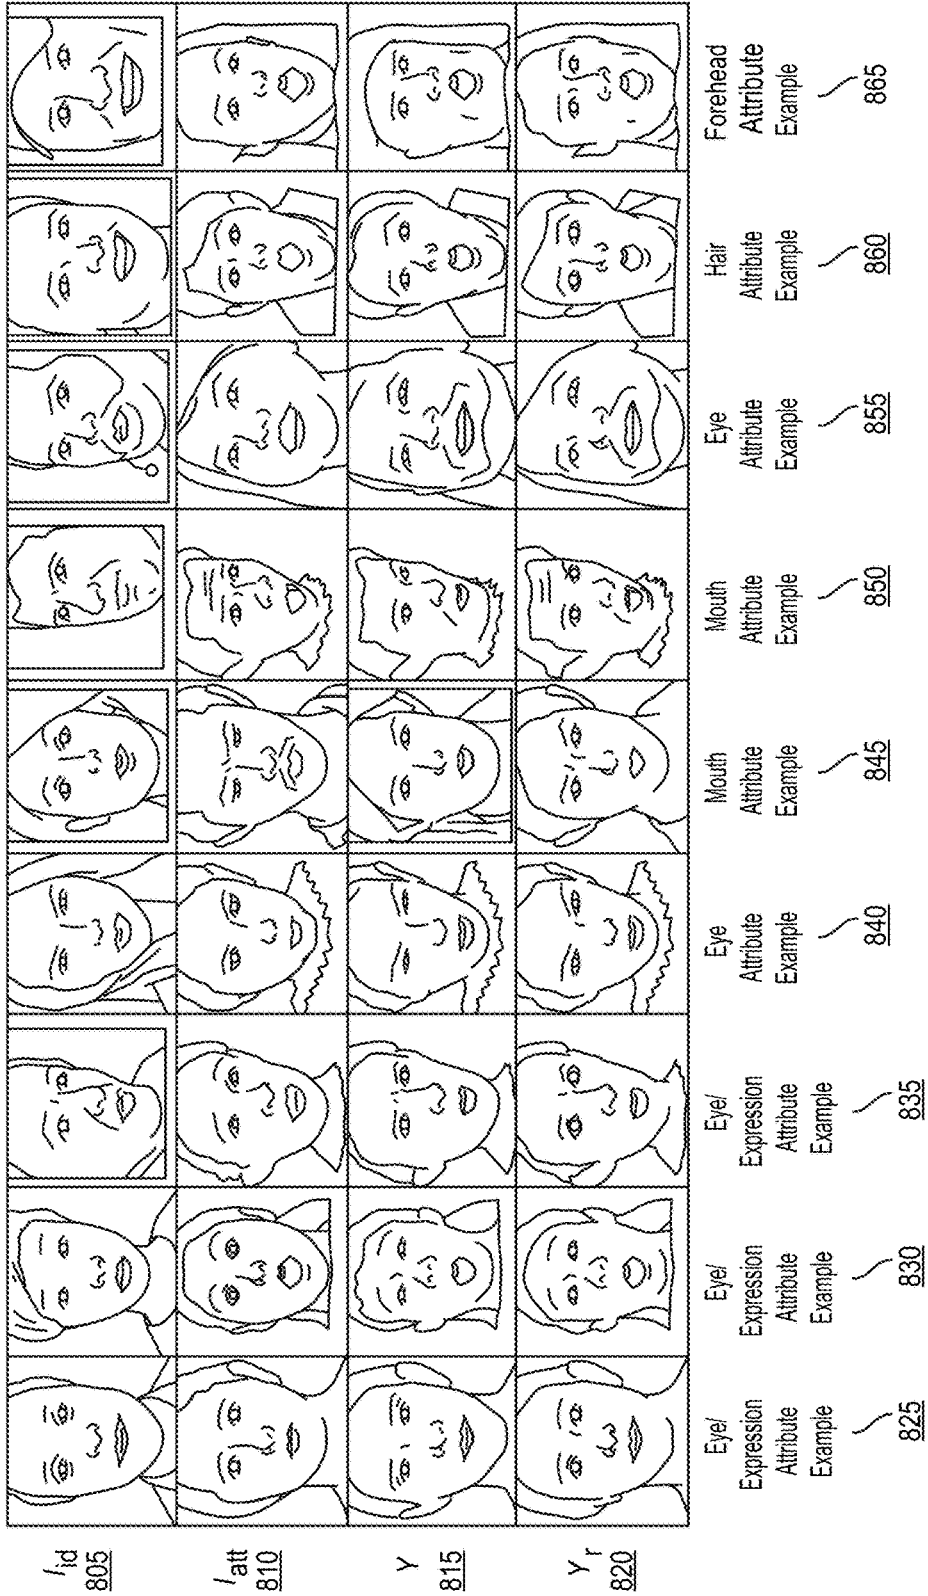 I_id
805
I_att
810
Y
815
Y_r
820
Eye/
Expression
Attribute
Example
825
Eye/
Expression
Attribute
Example
830
Eye/
Expression
Attribute
Example
835
Eye
Attribute
Example
840
Mouth
Attribute
Example
845
Mouth
Attribute
Example
850
Eye
Attribute
Example
855
Hair
Attribute
Example
860
Forehead
Attribute
Example
865